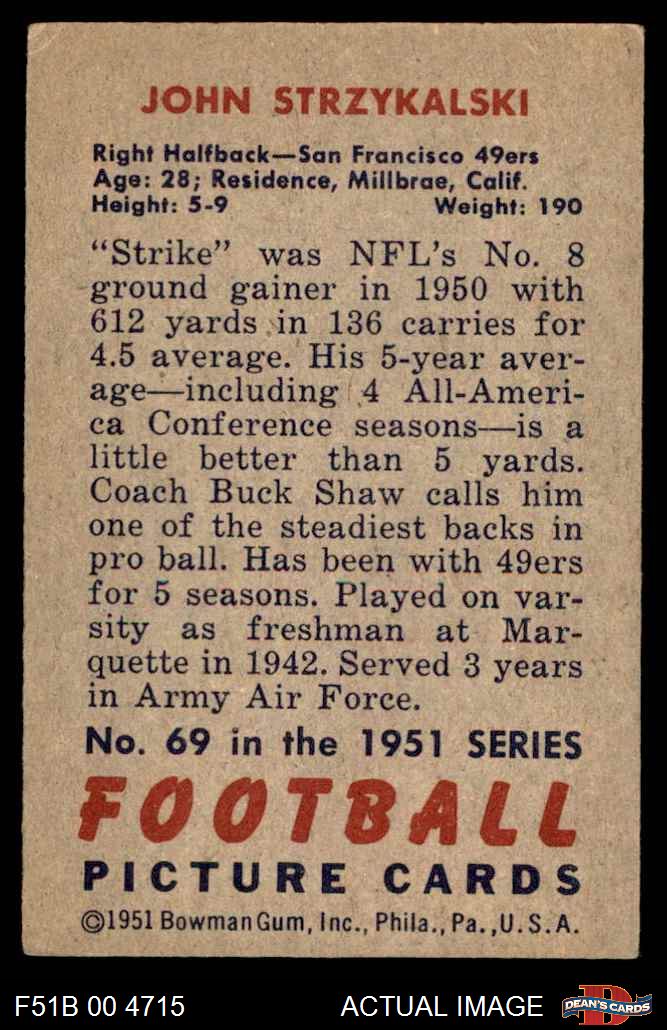 JOHN STRZYKALSKI
Right Halfback—San Francisco 49ers
Age: 28; Residence, Millbrae, Calif.
Height: 5-9 Weight: 190
"Strike" was NFL's No. 8
ground gainer in 1950 with
612 yards in 136 carries for
4.5 average. His 5-year aver-
age—including 4 All-Ameri-
ca Conference seasons—is a
little better than 5 yards.
Coach Buck Shaw calls him
one of the steadiest backs in
pro ball. Has been with 49ers
for 5 seasons. Played on var-
sity as freshman at Mar-
quette in 1942. Served 3 years
in Army Air Force.
No. 69 in the 1951 SERIES
FOOTBALL
PICTURE CARDS
©1951 Bowman Gum, Inc., Phila., Pa., U.S.A.
F51B 00 4715 ACTUAL IMAGE D DEAN'S CARDS